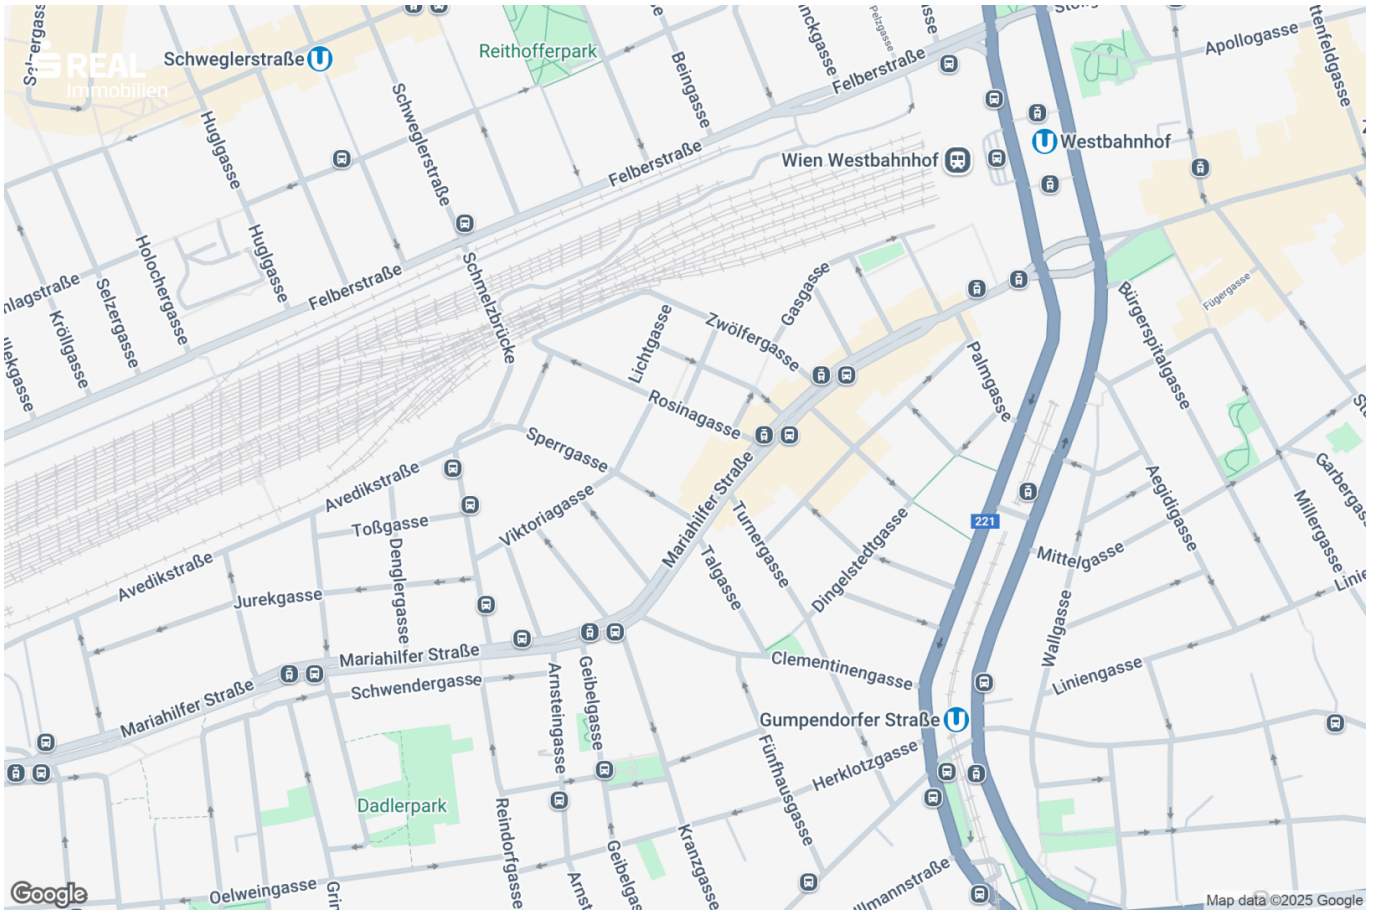 REAL
Immobilien
Schweglerstraße
Reithofferpark
Pelzgasse
Beingasse
Felberstraße
Apollogasse
Schweglerstraße
Huglgasse
Felberstraße
Wien Westbahnhof
Westbahnhof
Huglgasse
Holochergasse
Selzergasse
Kröllgasse
Felberstraße
Schmelzbrücke
Gasgasse
Zwölfergasse
Lichtgasse
Rosinagasse
Palmgasse
Bürgerspitalgasse
Fügergasse
Sperrgasse
Mariahilfer Straße
Avedikstraße
Toßgasse
Viktoriagasse
Denglergasse
Turnergasse
Talgasse
Dingelstedtgasse
221
Mittelgasse
Aegidigasse
Millergasse
Garbergasse
Avedikstraße
Jurekgasse
Wallgasse
Mariahilfer Straße
Schwendergasse
Arnsteingasse
Geibelgasse
Clementinengasse
Liniengasse
Mariahilfer Straße
Gumpendorfer Straße
Fünfhausgasse
Herklotzgasse
Dadlerpark
Reindorfgasse
Kranzgasse
Oelweingasse
Google
Map data ©2025 Google